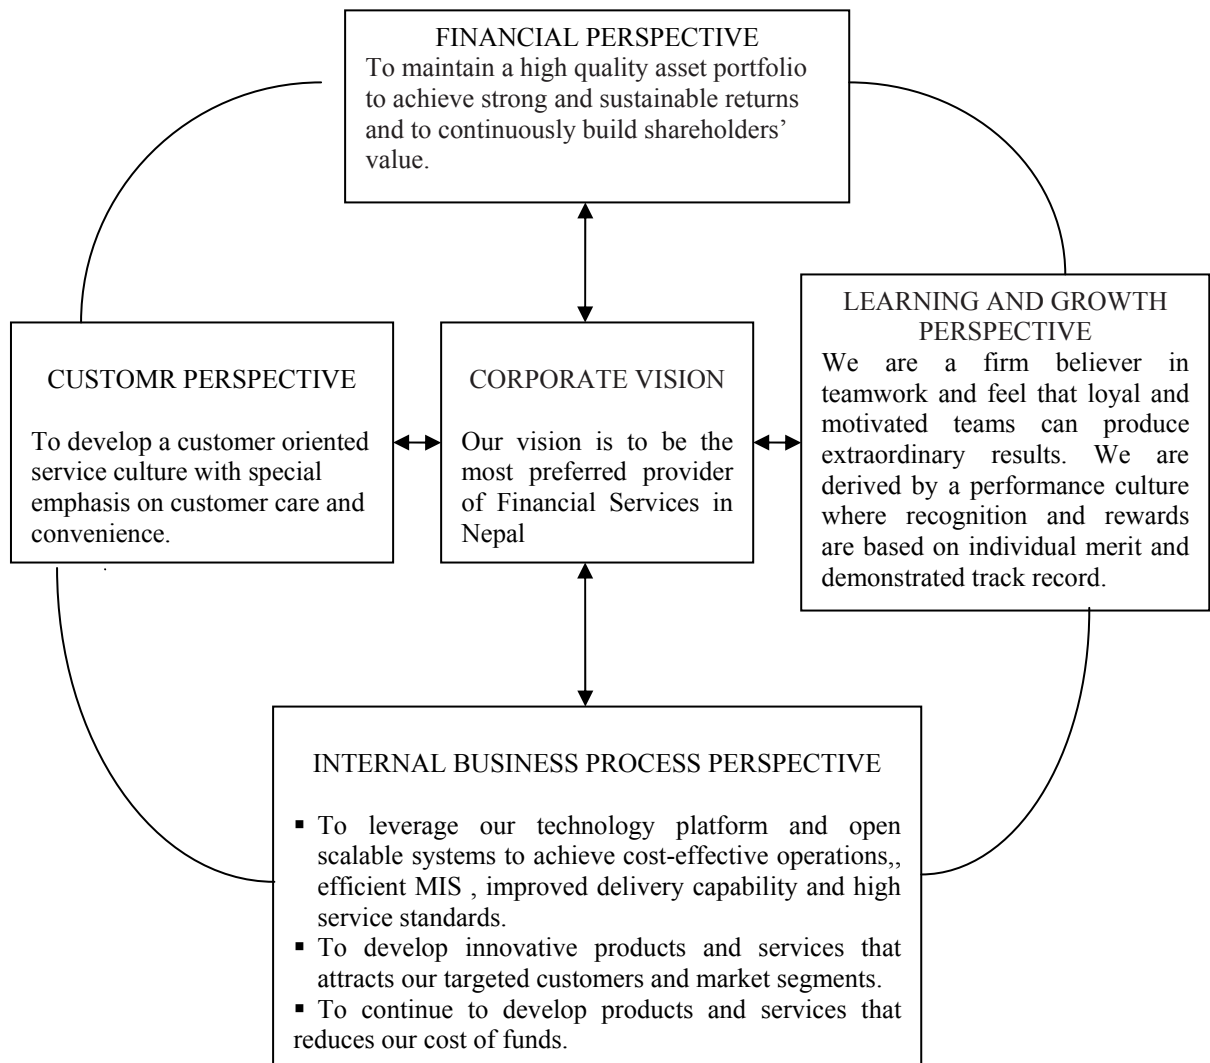 FINANCIAL PERSPECTIVE
To maintain a high quality asset portfolio
to achieve strong and sustainable returns
and to continuously build shareholders’
value.
CUSTOMR PERSPECTIVE
To develop a customer oriented
service culture with special
emphasis on customer care and
convenience.
CORPORATE VISION
Our vision is to be the
most preferred provider
of Financial Services in
Nepal
LEARNING AND GROWTH
PERSPECTIVE
We are a firm believer in
teamwork and feel that loyal and
motivated teams can produce
extraordinary results. We are
derived by a performance culture
where recognition and rewards
are based on individual merit and
demonstrated track record.
INTERNAL BUSINESS PROCESS PERSPECTIVE
▪ To leverage our technology platform and open
scalable systems to achieve cost-effective operations,,
efficient MIS , improved delivery capability and high
service standards.
▪ To develop innovative products and services that
attracts our targeted customers and market segments.
▪ To continue to develop products and services that
reduces our cost of funds.